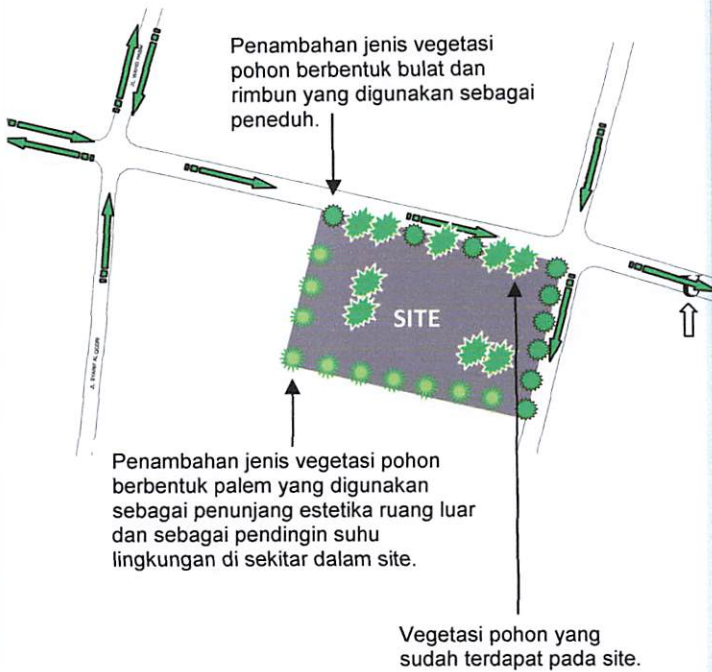 Penambahan jenis vegetasi
pohon berbentuk bulat dan
rimbun yang digunakan sebagai
peneduh.
SITE
Penambahan jenis vegetasi pohon
berbentuk palem yang digunakan
sebagai penunjang estetika ruang luar
dan sebagai pendingin suhu
lingkungan di sekitar dalam site.
Vegetasi pohon yang
sudah terdapat pada site.